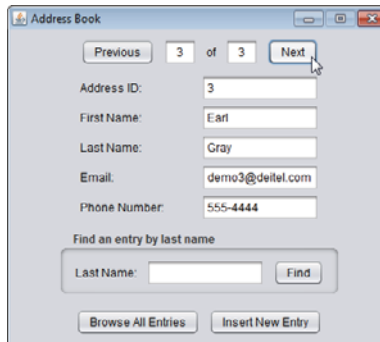 Address Book
Previous 3 of 3 Next
Address ID: 3
First Name: Earl
Last Name: Gray
Email: demo3@deitel.com
Phone Number: 555-4444
Find an entry by last name
Last Name: Find
Browse All Entries Insert New Entry